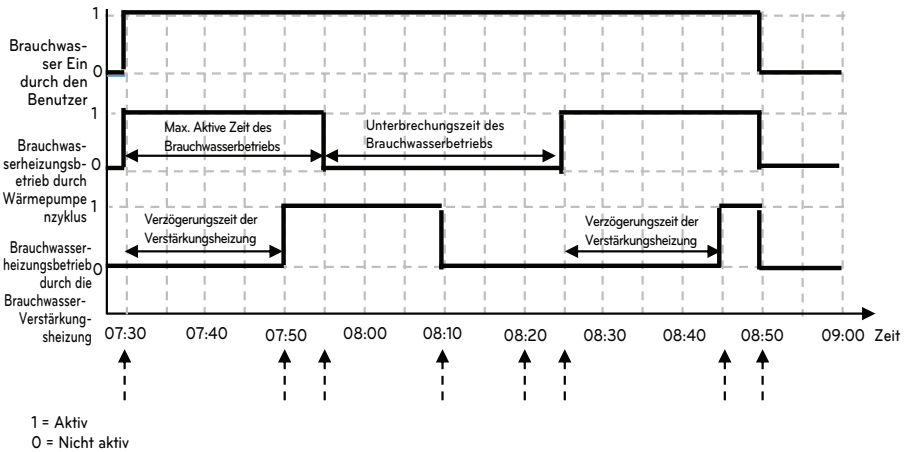 1
Brauchwas-
ser Ein
durch den
Benutzer
0
1
Max. Aktive Zeit des
Brauchwasserbetriebs
Unterbrechungszeit des
Brauchwasserbetriebs
Brauchwas-
serheizungsb-
etrieb durch
Wärmepumpe
nzyklus
0
1
Verzögerungszeit der
Verstärkungsheizung
Verzögerungszeit der
Verstärkungsheizung
Brauchwasser-
heizungsbetrieb
durch die
Brauchwasser-
Verstärkung-
sheizung
0
07:30 07:40 07:50 08:00 08:10 08:20 08:30 08:40 08:50 09:00 Zeit
1 = Aktiv
0 = Nicht aktiv